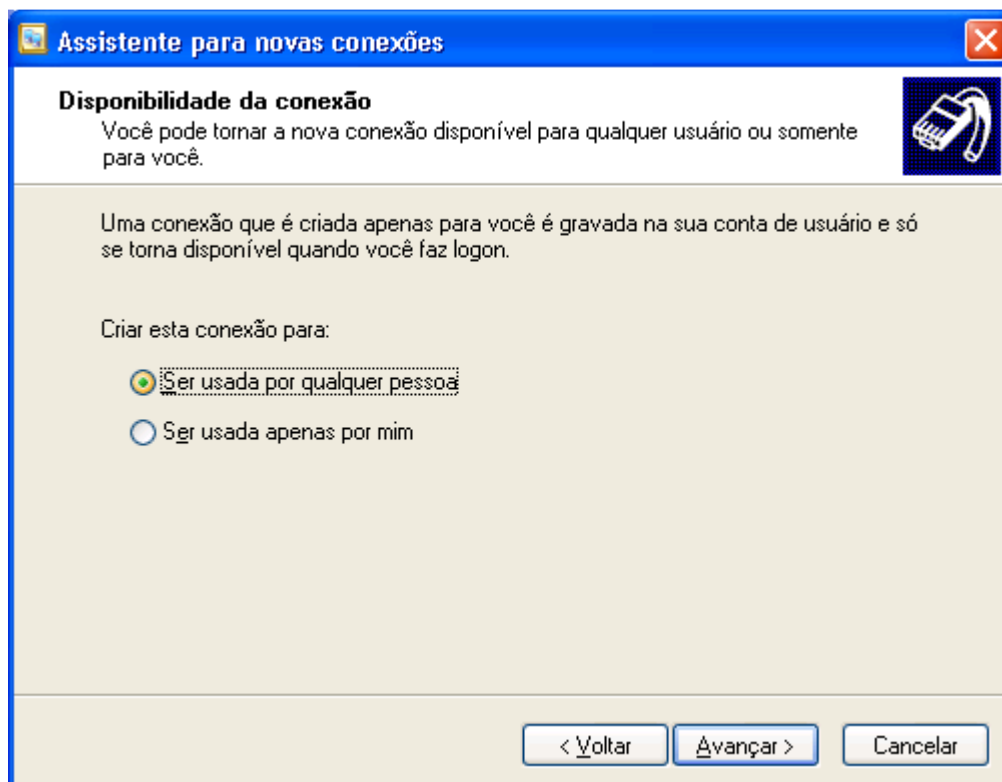 Assistente para novas conexões
Disponibilidade da conexão
Você pode tornar a nova conexão disponível para qualquer usuário ou somente
para você.
Uma conexão que é criada apenas para você é gravada na sua conta de usuário e só
se torna disponível quando você faz logon.
Criar esta conexão para:
Ser usada por qualquer pessoa
Ser usada apenas por mim
< Voltar
Avançar >
Cancelar